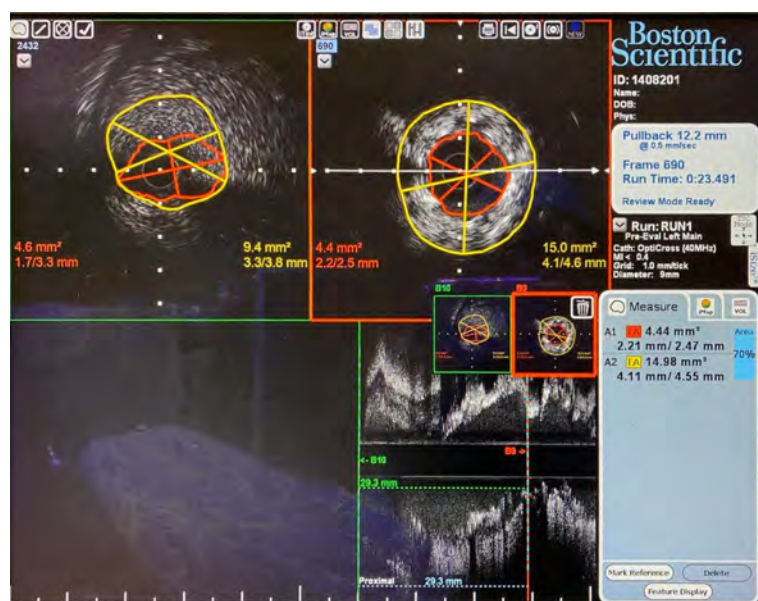 2432
690
VOL
NEW
4.6 mm²
1.7/3.3 mm
9.4 mm²
3.3/3.8 mm
4.4 mm²
2.2/2.5 mm
15.0 mm²
4.1/4.6 mm
Boston
Scientific
ID: 1408201
Name:
DOB:
Phys:
Pullback 12.2 mm
@ 0.5 mm/sec
Frame 690
Run Time: 0:23.491
Review Mode Ready
Run: RUN1
Pre-Eval Left Main
Cath: OptiCross (40MHz)
MI < 0.4
Grid: 1.0 mm/tick
Diameter: 9mm
B10
B9
<- B10
B9 ->
29.3 mm
Proximal
29.3 mm
Measure
VOL
A1 TA 4.44 mm²
2.21 mm/ 2.47 mm
A2 TA 14.98 mm²
4.11 mm/ 4.55 mm
Area
70%
Mark Reference
Delete
Feature Display